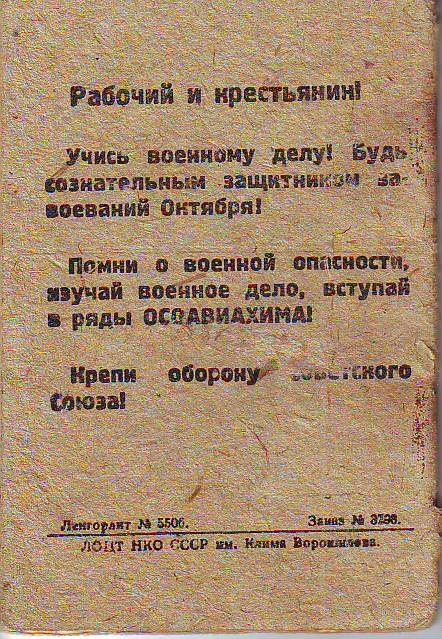 Рабочий и крестьянин!
Учись военному делу! Будь
сознательным защитником за-
воеваний Октября!
Помни о военной опасности,
изучай военное дело, вступай
в ряды ОСОАВИАХИМА!
Крепи оборону Советского
Союза!
Ленгорлит № 5506. Заказ № 3798.
ЛОЦТ НКО СССР им. Клима Ворошилова.